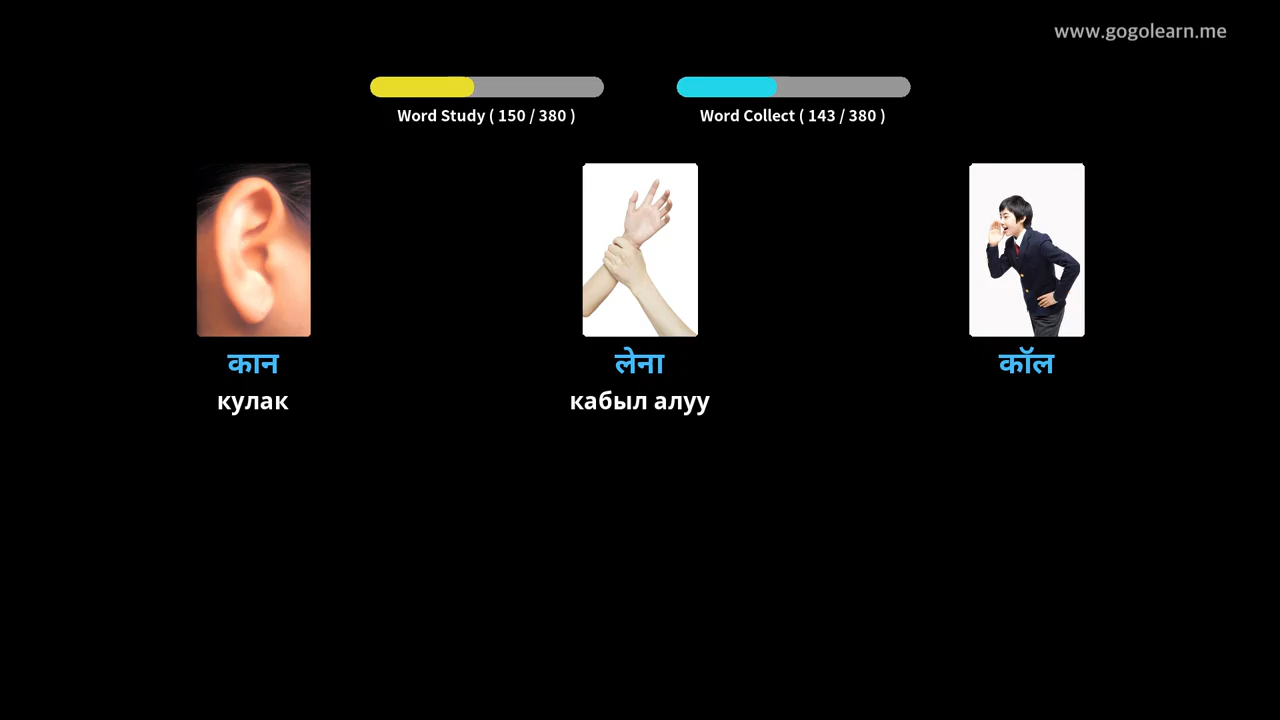 www.gogolearn.me
Word Study ( 150 / 380 )
Word Collect ( 143 / 380 )
कान
लेना
कॉल
кулак
кабыл алуу